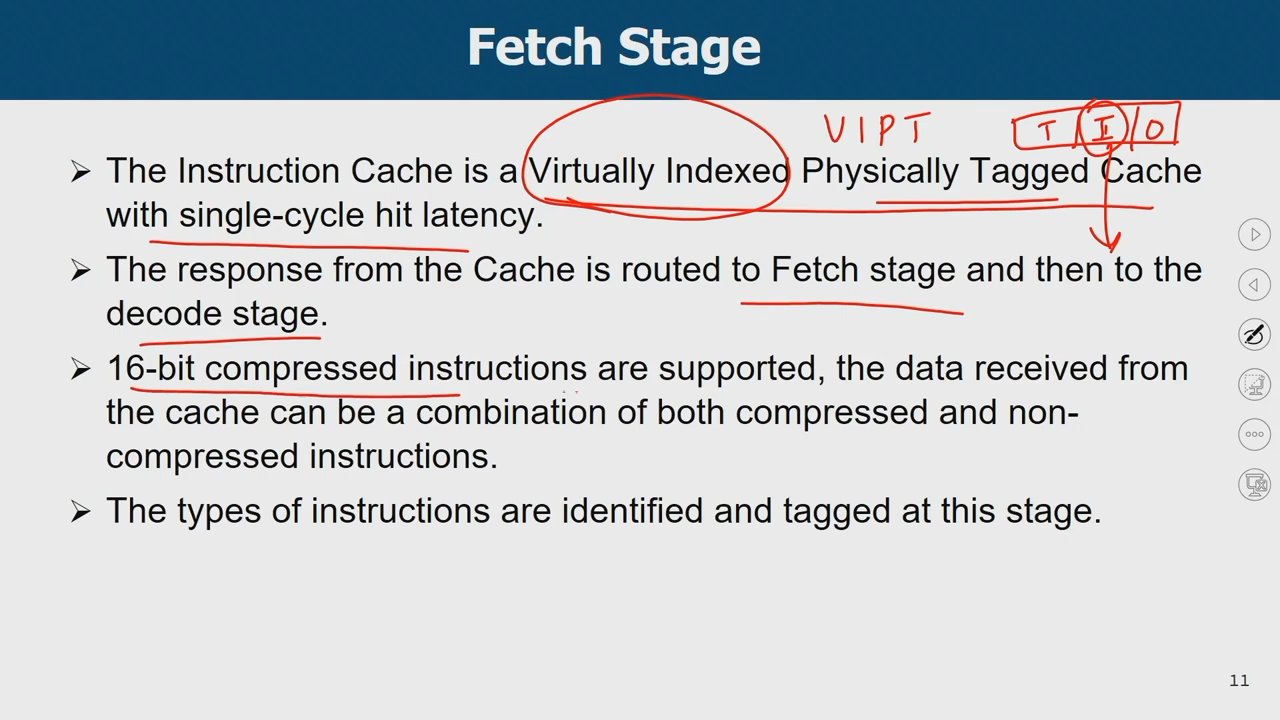 Fetch Stage
VIPT T I O
➢ The Instruction Cache is a Virtually Indexed Physically Tagged Cache
with single-cycle hit latency.
➢ The response from the Cache is routed to Fetch stage and then to the
decode stage.
➢ 16-bit compressed instructions are supported, the data received from
the cache can be a combination of both compressed and non-
compressed instructions.
➢ The types of instructions are identified and tagged at this stage.
11